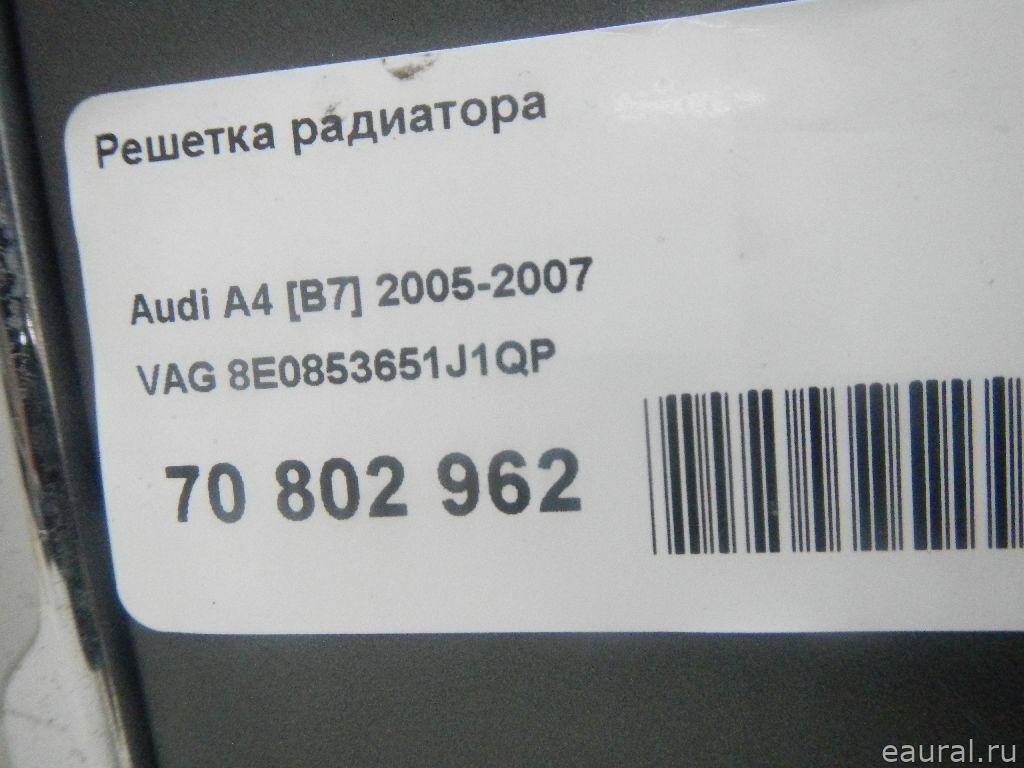 Решетка радиатора
Audi A4 [B7] 2005-2007
VAG 8E0853651J1QP
70 802 962
eaural.ru